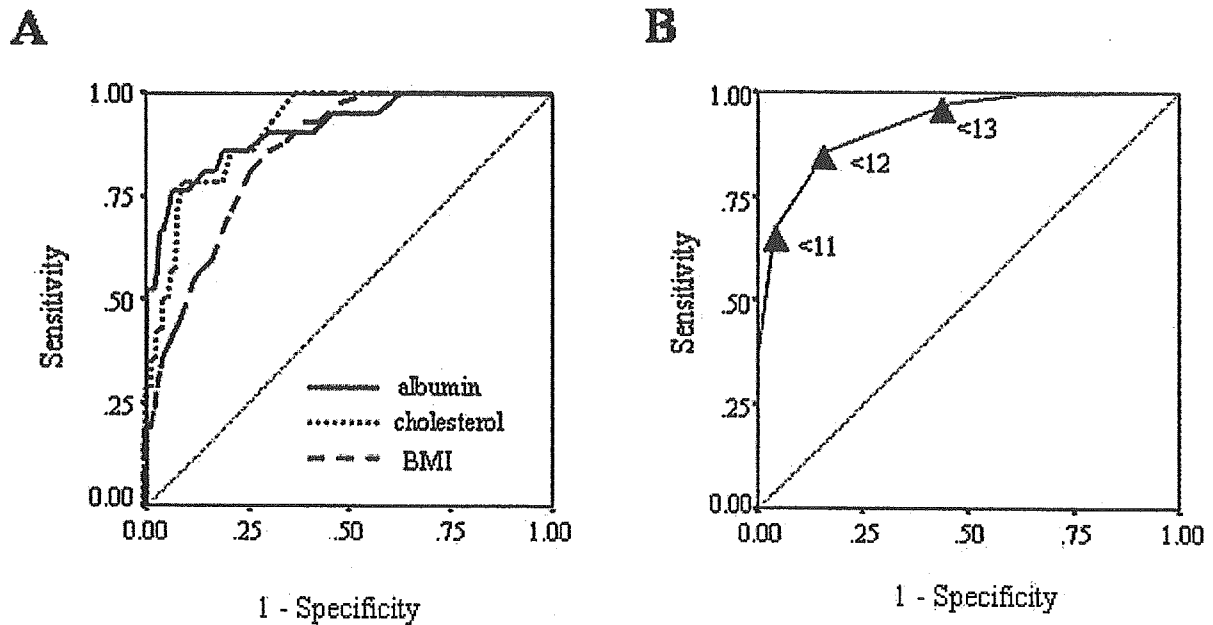 A
1.00
.75
.50
.25
0.00
0.00 .25 .50 .75 1.00
Sensitivity
1 - Specificity
albumin
cholesterol
BMI
B
1.00
.75
.50
.25
0.00
0.00 .25 .50 .75 1.00
Sensitivity
1 - Specificity
<13
<12
<11